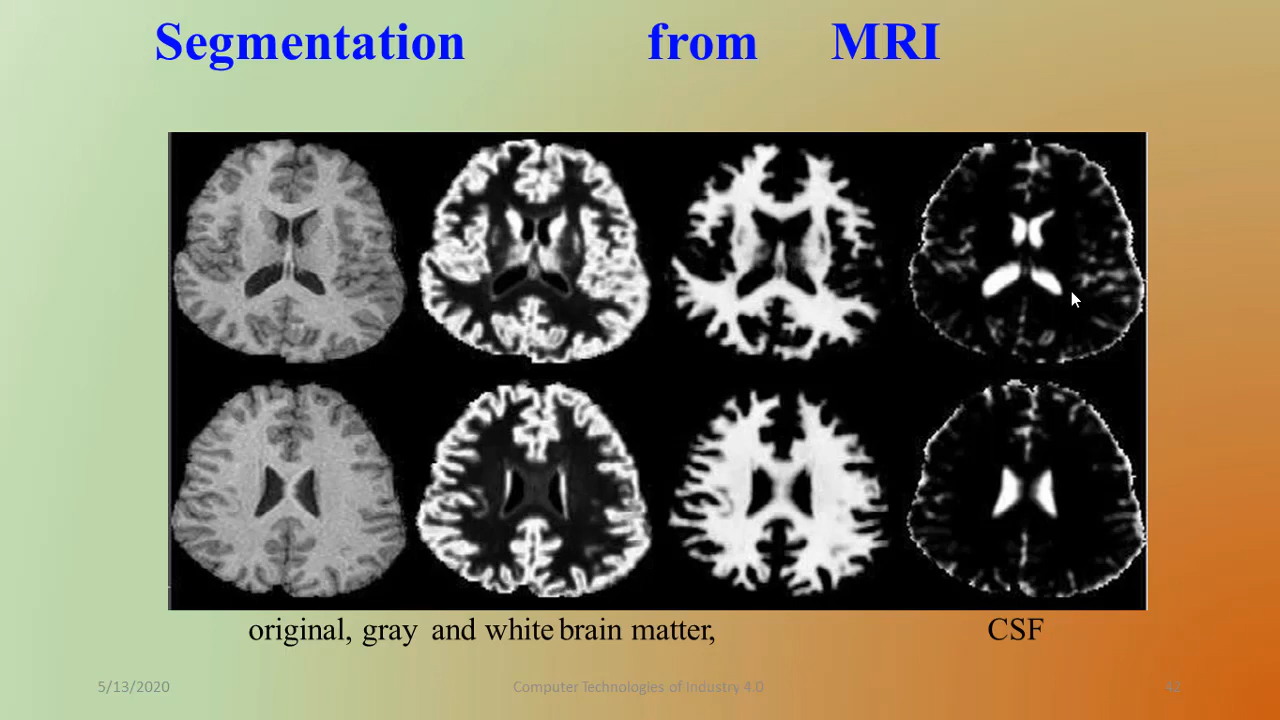 Segmentation from MRI
original, gray and white brain matter, CSF
5/13/2020 Computer Technologies of Industry 4.0 42